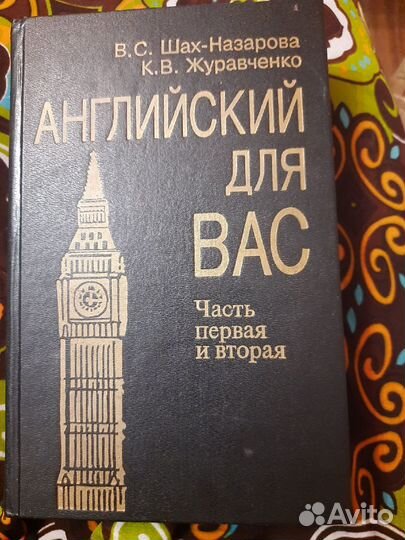 В.С. Шах-Назарова
К.В. Журавченко
АНГЛИЙСКИЙ
ДЛЯ
ВАС
Часть
первая
и вторая
Avito